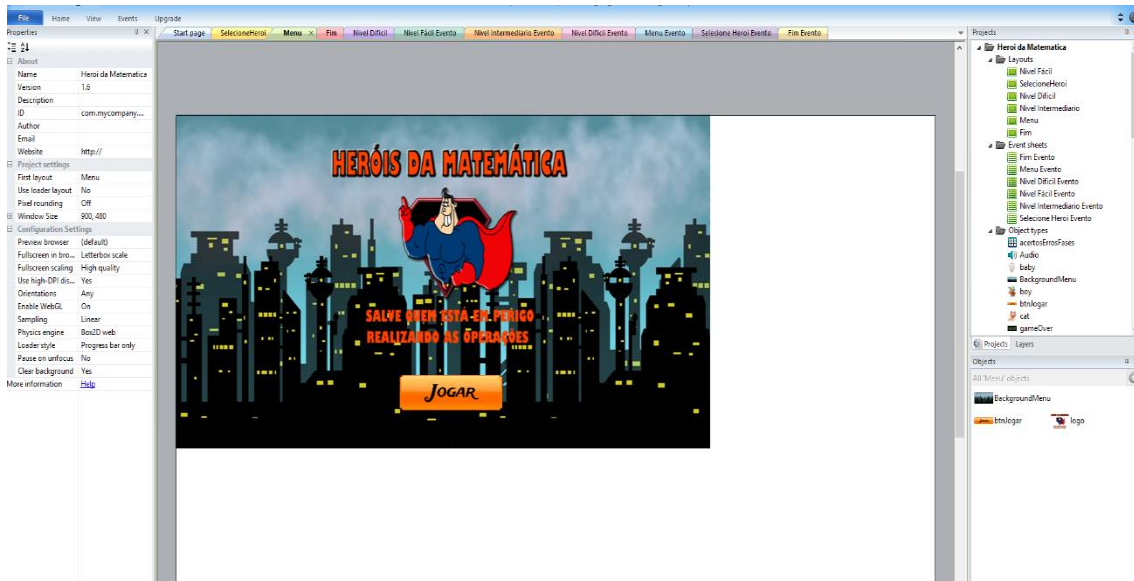 File Home View Events Upgrade
Properties
About
Name Heroi da Matematica
Version 1.6
Description
ID com.mycompany....
Author
Email
Website http://
Project settings
First layout Menu
Use loader layout No
Pixel rounding Off
Window Size 900, 480
Configuration Settings
Preview browser (default)
Fullscreen in bro... Letterbox scale
Fullscreen scaling High quality
Use high-DPI dis... Yes
Orientations Any
Enable WebGL On
Sampling Linear
Physics engine Box2D web
Loader style Progress bar only
Pause on unfocus No
Clear background Yes
More information Help
Start page SelecioneHeroi Menu Fim Nivel Dificil Nivel Fácil Evento Nivel Intermediario Evento Nivel Dificil Evento Menu Evento Selecione Heroi Evento Fim Evento
HERÓIS DA MATEMÁTICA
SALVE QUEM ESTÁ EM PERIGO
REALIZANDO AS OPERAÇÕES
JOGAR
Projects
Heroi da Matematica
Layouts
Nivel Fácil
SelecioneHeroi
Nivel Dificil
Nivel Intermediario
Menu
Fim
Event sheets
Fim Evento
Menu Evento
Nivel Dificil Evento
Nivel Fácil Evento
Nivel Intermediario Evento
Selecione Heroi Evento
Object types
acertosErrosFases
Audio
baby
BackgroundMenu
boy
btnJogar
cat
gameOver
Projects Layers
Objects
All 'Menu' objects
BackgroundMenu
btnJogar logo